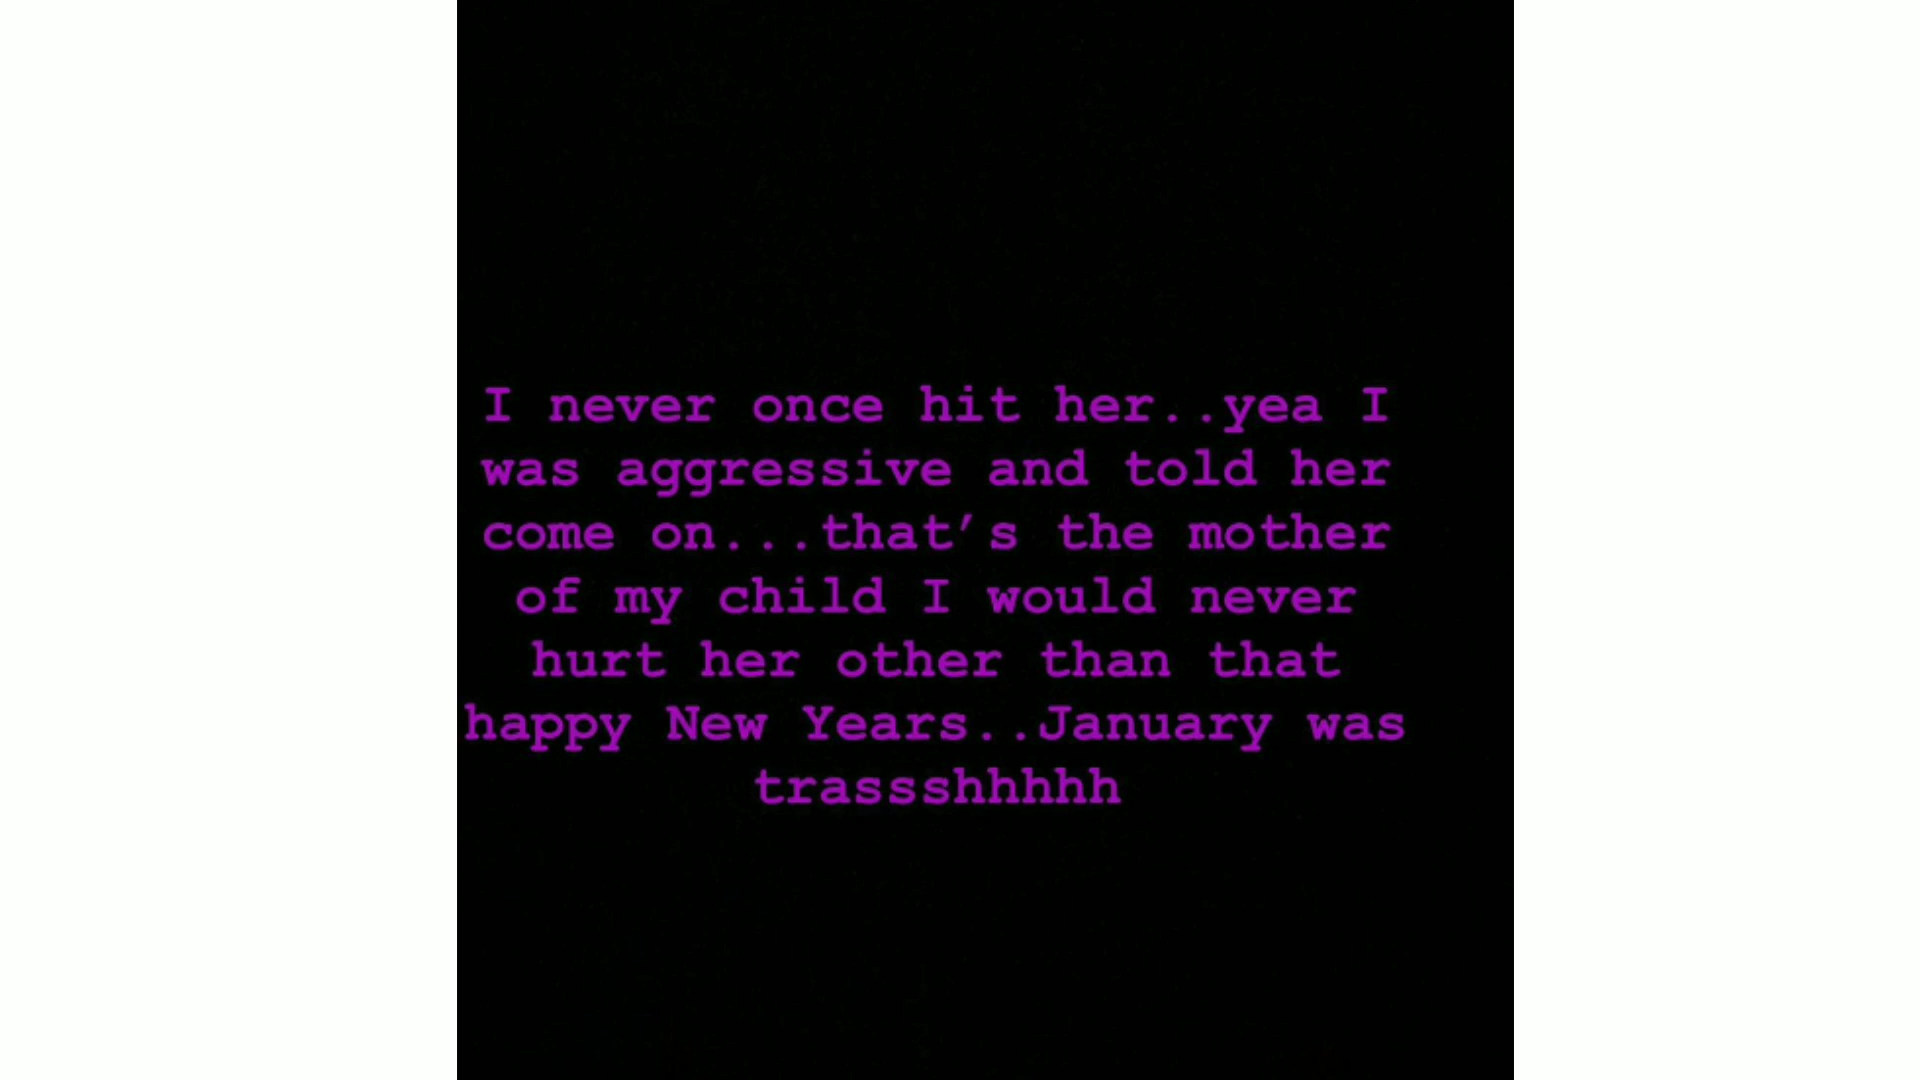 I never once hit her..yea I
was aggressive and told her
come on...that’s the mother
of my child I would never
hurt her other than that
happy New Years..January was
trassshhhhh